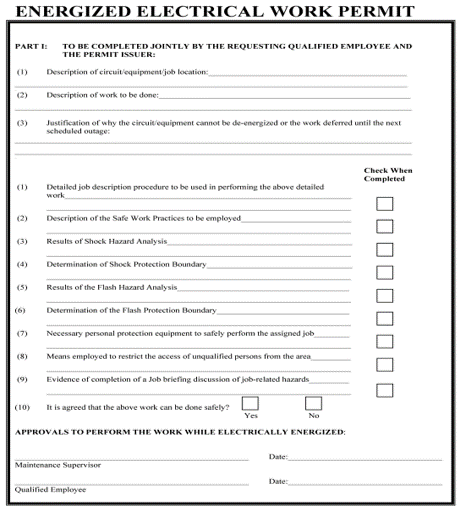 ENERGIZED ELECTRICAL WORK PERMIT
PART I: TO BE COMPLETED JOINTLY BY THE REQUESTING QUALIFIED EMPLOYEE AND
THE PERMIT ISSUER:
(1) Description of circuit/equipment/job location:
(2) Description of work to be done:
(3) Justification of why the circuit/equipment cannot be de-energized or the work deferred until the next
scheduled outage:
Check When
Completed
(1) Detailed job description procedure to be used in performing the above detailed
work
(2) Description of the Safe Work Practices to be employed
(3) Results of Shock Hazard Analysis
(4) Determination of Shock Protection Boundary
(5) Results of the Flash Hazard Analysis
(6) Determination of the Flash Protection Boundary
(7) Necessary personal protection equipment to safely perform the assigned job
(8) Means employed to restrict the access of unqualified persons from the area
(9) Evidence of completion of a Job briefing discussion of job-related hazards
(10) It is agreed that the above work can be done safely?
Yes No
APPROVALS TO PERFORM THE WORK WHILE ELECTRICALLY ENERGIZED:
Date:
Maintenance Supervisor
Date:
Qualified Employee